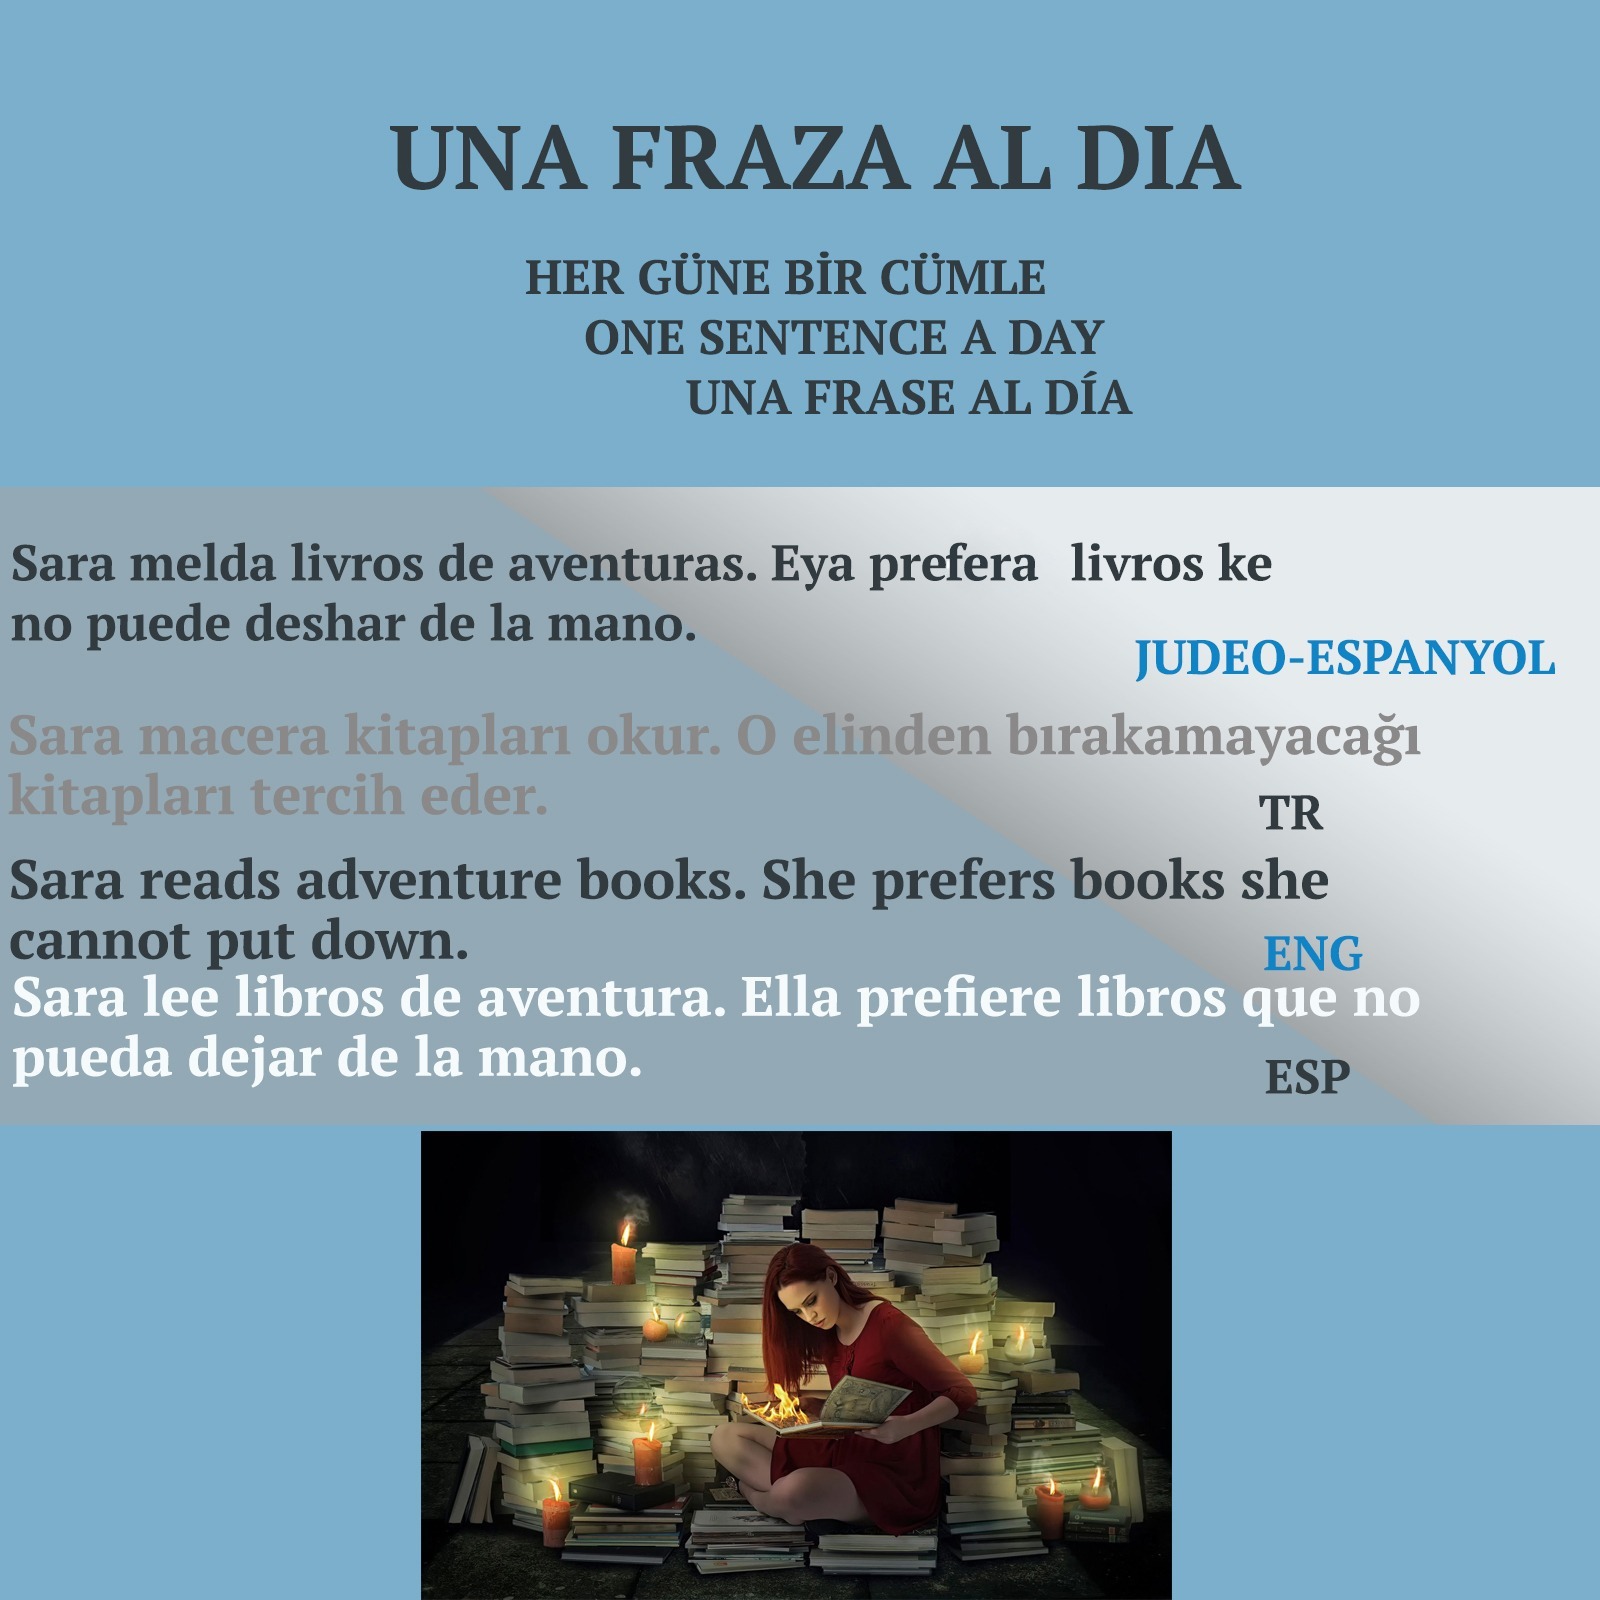 UNA FRAZA AL DIA
HER GÜNE BİR CÜMLE
ONE SENTENCE A DAY
UNA FRASE AL DÍA
Sara melda livros de aventuras. Eya prefera livros ke
no puede deshar de la mano.
JUDEO-ESPANYOL
Sara macera kitapları okur. O elinden bırakamayacağı
kitapları tercih eder.
TR
Sara reads adventure books. She prefers books she
cannot put down.
ENG
Sara lee libros de aventura. Ella prefiere libros que no
pueda dejar de la mano.
ESP